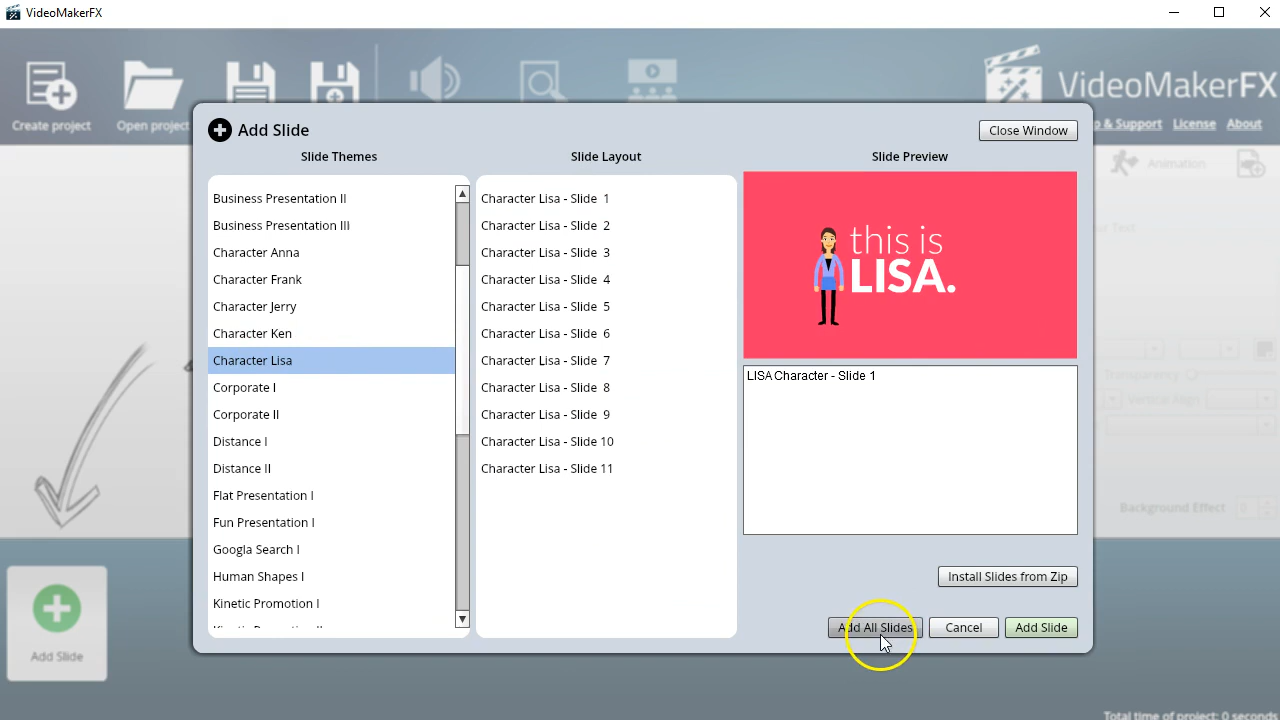 VideoMakerFX
VideoMakerFX
Create project
Open project
p & Support
License
About
Add Slide
Close Window
Slide Themes
Slide Layout
Slide Preview
Animation
Business Presentation II
Business Presentation III
Character Anna
Character Frank
Character Jerry
Character Ken
Character Lisa
Corporate I
Corporate II
Distance I
Distance II
Flat Presentation I
Fun Presentation I
Googla Search I
Human Shapes I
Kinetic Promotion I
Character Lisa - Slide 1
Character Lisa - Slide 2
Character Lisa - Slide 3
Character Lisa - Slide 4
Character Lisa - Slide 5
Character Lisa - Slide 6
Character Lisa - Slide 7
Character Lisa - Slide 8
Character Lisa - Slide 9
Character Lisa - Slide 10
Character Lisa - Slide 11
this is
LISA.
LISA Character - Slide 1
Text
Transparency:
Vertical Align
Background Effect
0
Install Slides from Zip
Add All Slides
Cancel
Add Slide
Add Slide
Total time of project: 0 seconds